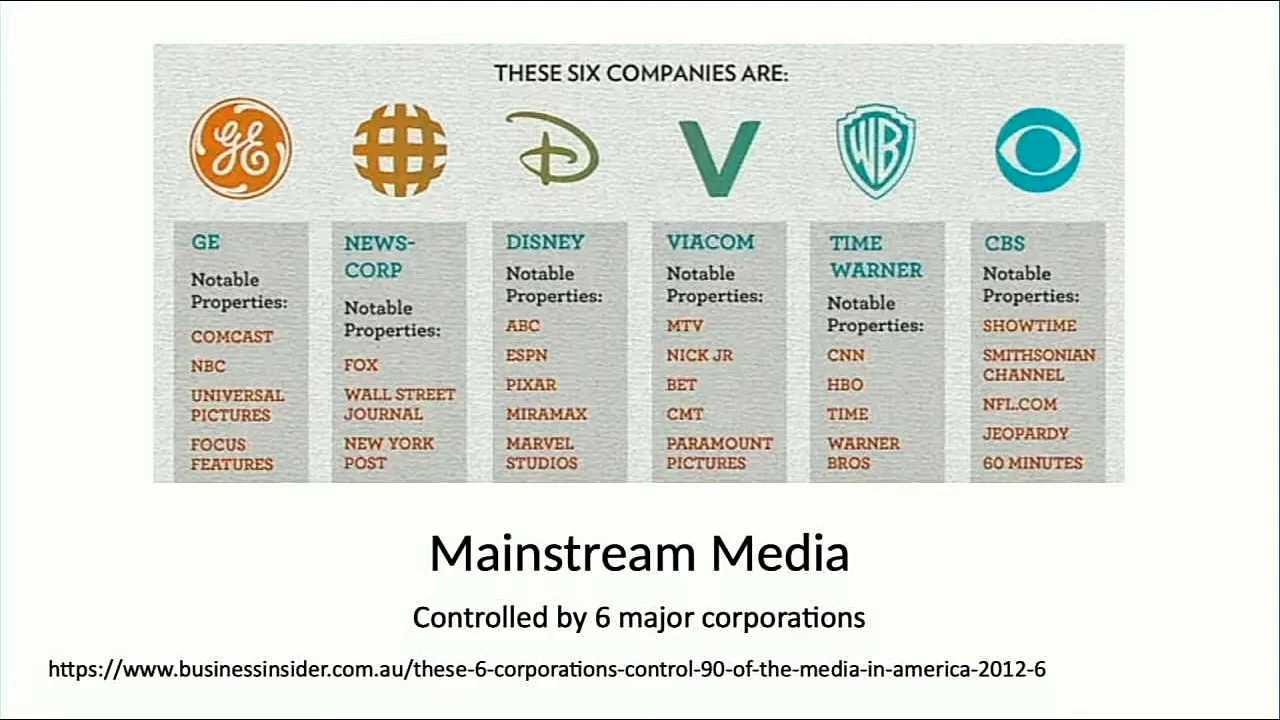 THESE SIX COMPANIES ARE:
GE
V
WB
GE
Notable
Properties:
COMCAST
NBC
UNIVERSAL
PICTURES
FOCUS
FEATURES
NEWS-
CORP
Notable
Properties:
FOX
WALL STREET
JOURNAL
NEW YORK
POST
DISNEY
Notable
Properties:
ABC
ESPN
PIXAR
MIRAMAX
MARVEL
STUDIOS
VIACOM
Notable
Properties:
MTV
NICK JR
BET
CMT
PARAMOUNT
PICTURES
TIME
WARNER
Notable
Properties:
CNN
HBO
TIME
WARNER
BROS
CBS
Notable
Properties:
SHOWTIME
SMITHSONIAN
CHANNEL
NFL.COM
JEOPARDY
60 MINUTES
Mainstream Media
Controlled by 6 major corporations
https://www.businessinsider.com.au/these-6-corporations-control-90-of-the-media-in-america-2012-6